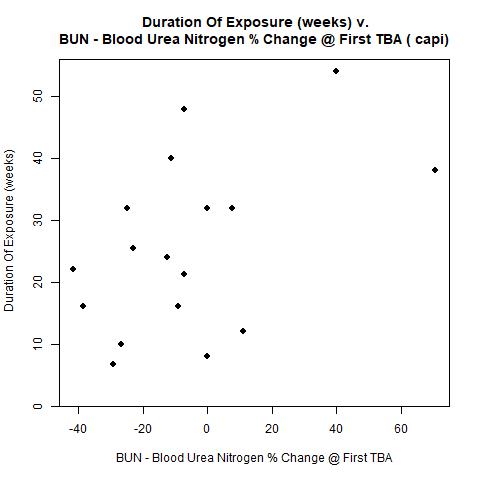 Duration Of Exposure (weeks) v.
BUN - Blood Urea Nitrogen % Change @ First TBA ( capi)
Duration Of Exposure (weeks)
50
40
30
20
10
0
-40 -20 0 20 40 60
BUN - Blood Urea Nitrogen % Change @ First TBA